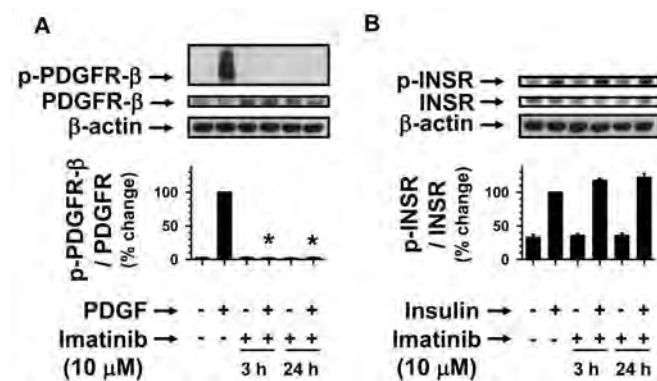 A
p-PDGFR-β
PDGFR-β
β-actin
p-PDGFR-β
/ PDGFR
(% change)
100
50
0
* *
PDGF - + - + - +
Imatinib - - + + + +
(10 μM) 3 h 24 h
B
p-INSR
INSR
β-actin
p-INSR
/ INSR
(% change)
100
50
0
Insulin - + - + - +
Imatinib - - + + + +
(10 μM) 3 h 24 h